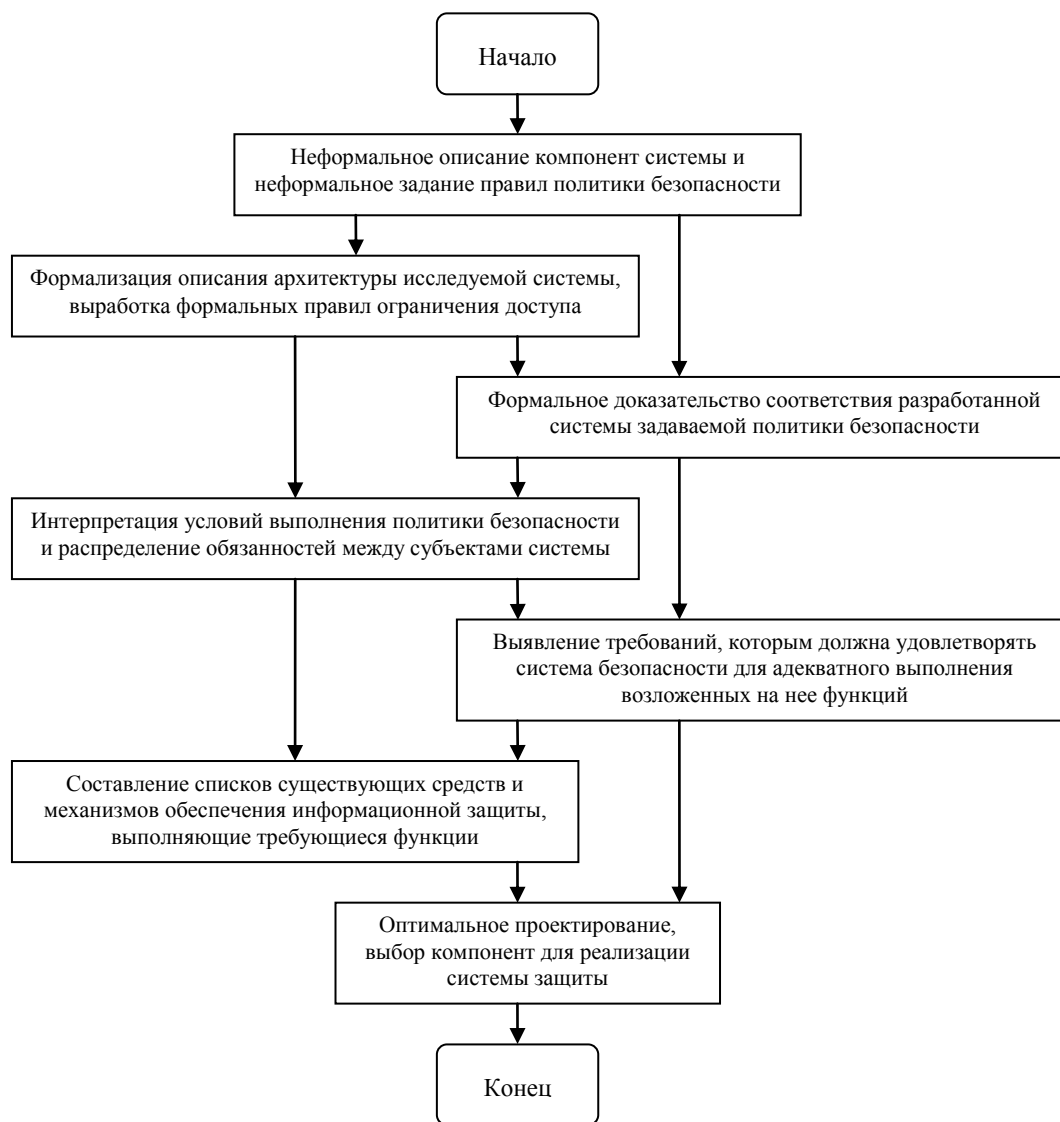 Начало
Неформальное описание компонент системы и
неформальное задание правил политики безопасности
Формализация описания архитектуры исследуемой системы,
выработка формальных правил ограничения доступа
Формальное доказательство соответствия разработанной
системы задаваемой политики безопасности
Интерпретация условий выполнения политики безопасности
и распределение обязанностей между субъектами системы
Выявление требований, которым должна удовлетворять
система безопасности для адекватного выполнения
возложенных на нее функций
Составление списков существующих средств и
механизмов обеспечения информационной защиты,
выполняющие требующиеся функции
Оптимальное проектирование,
выбор компонент для реализации
системы защиты
Конец